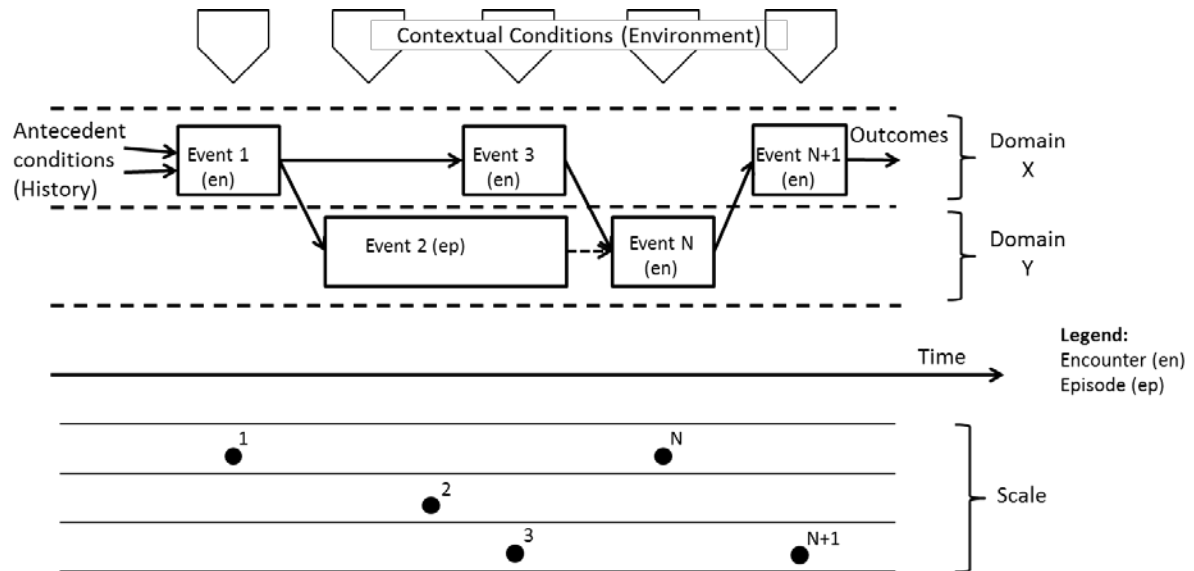 Contextual Conditions (Environment)
Antecedent
conditions
(History)
Event 1
(en)
Event 3
(en)
Event N+1
(en)
Outcomes
Domain
X
Event 2 (ep)
Event N
(en)
Domain
Y
Time
Legend:
Encounter (en)
Episode (ep)
1
N
2
3
N+1
Scale